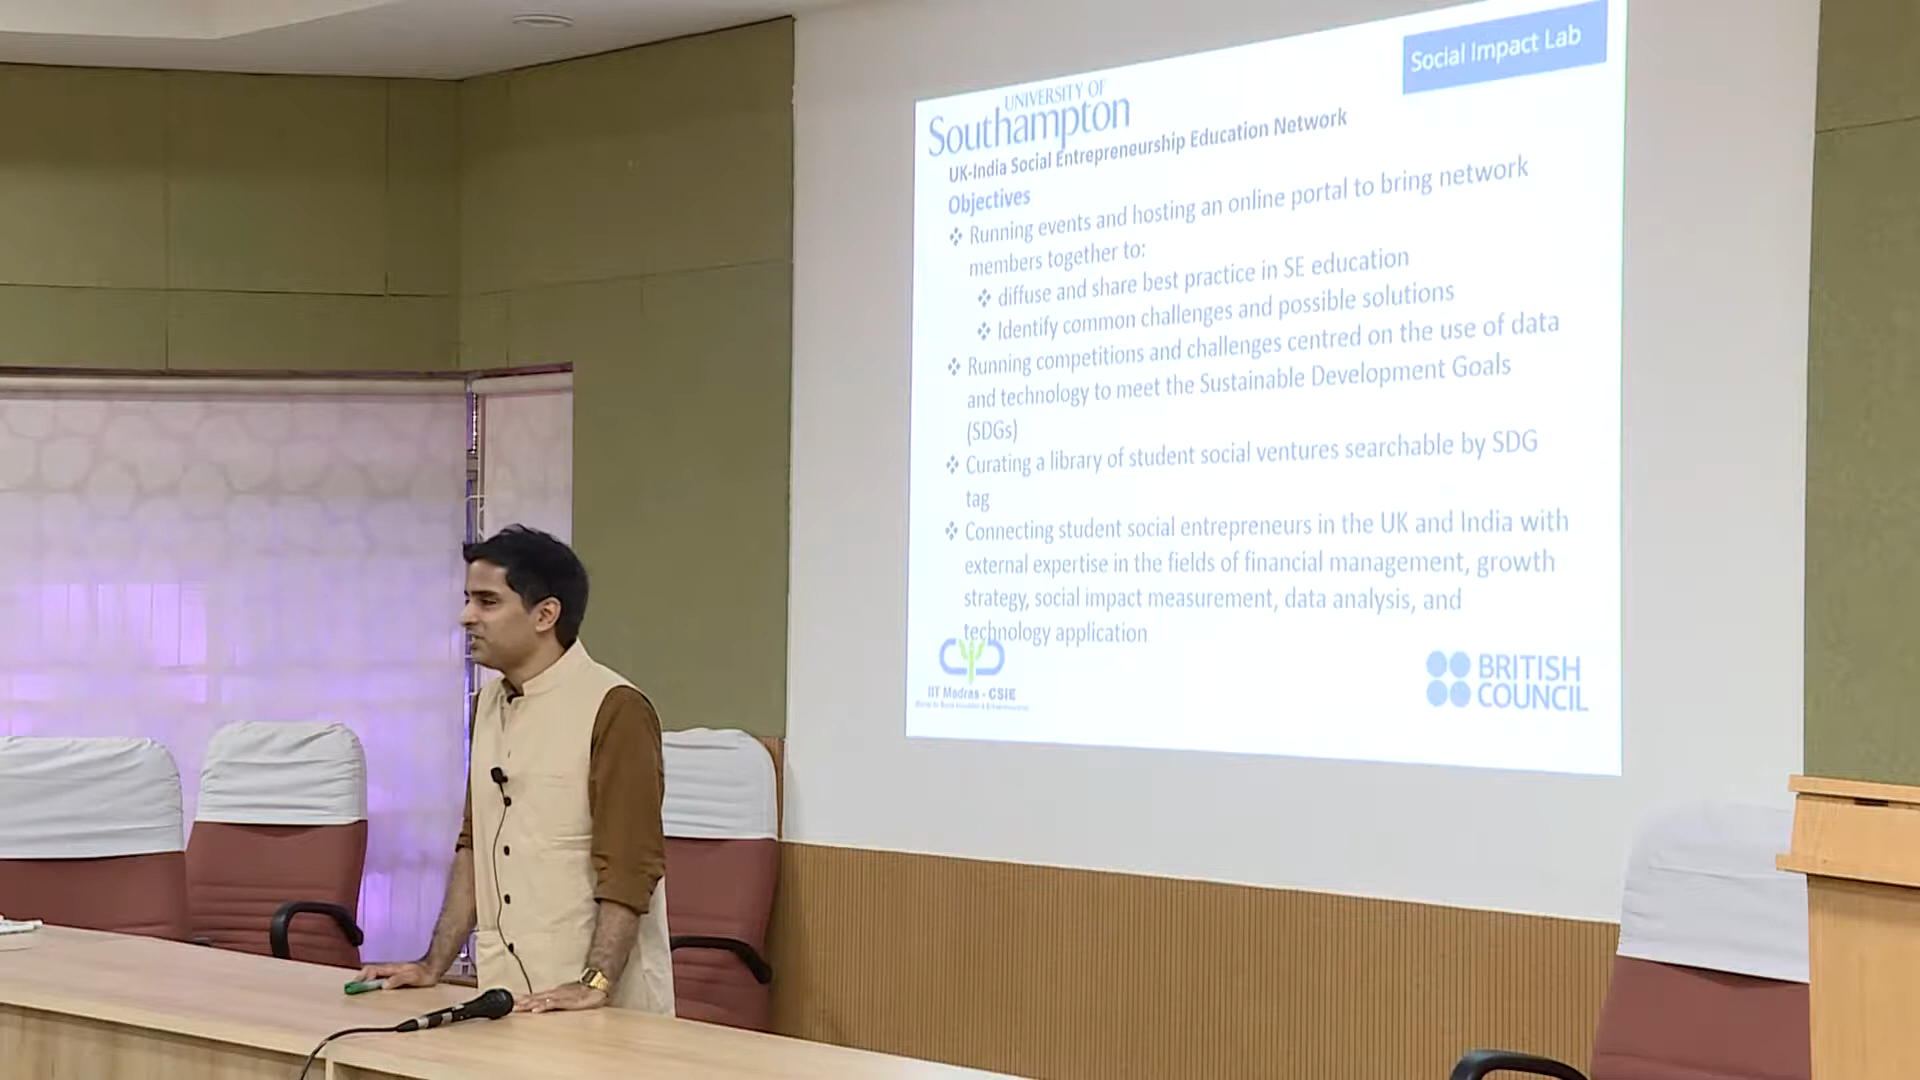 Social Impact Lab
UNIVERSITY OF
Southampton
UK-India Social Entrepreneurship Education Network
Objectives
❖ Running events and hosting an online portal to bring network
members together to:
❖ diffuse and share best practice in SE education
❖ Identify common challenges and possible solutions
❖ Running competitions and challenges centred on the use of data
and technology to meet the Sustainable Development Goals
(SDGs)
❖ Curating a library of student social ventures searchable by SDG
tag
❖ Connecting student social entrepreneurs in the UK and India with
external expertise in the fields of financial management, growth
strategy, social impact measurement, data analysis, and
technology application
IIT Madras - CSIE
BRITISH
COUNCIL